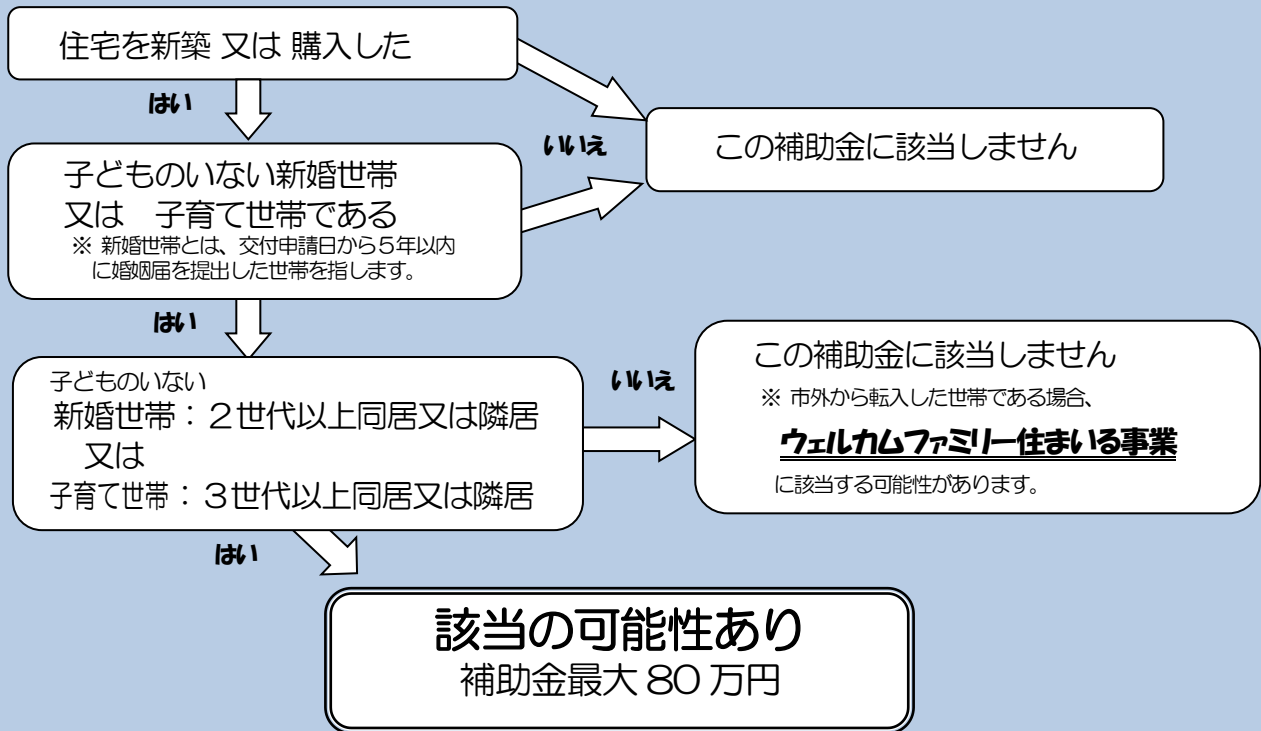 住宅を新築 又は 購入した
はい
いいえ
この補助金に該当しません
子どものいない新婚世帯
又は　子育て世帯である
※ 新婚世帯とは、交付申請日から５年以内
に婚姻届を提出した世帯を指します。
はい
子どものいない
新婚世帯：２世代以上同居又は隣居
又は
子育て世帯：３世代以上同居又は隣居
いいえ
この補助金に該当しません
※ 市外から転入した世帯である場合、
ウェルカムファミリー住まいる事業
に該当する可能性があります。
はい
該当の可能性あり
補助金最大 80 万円